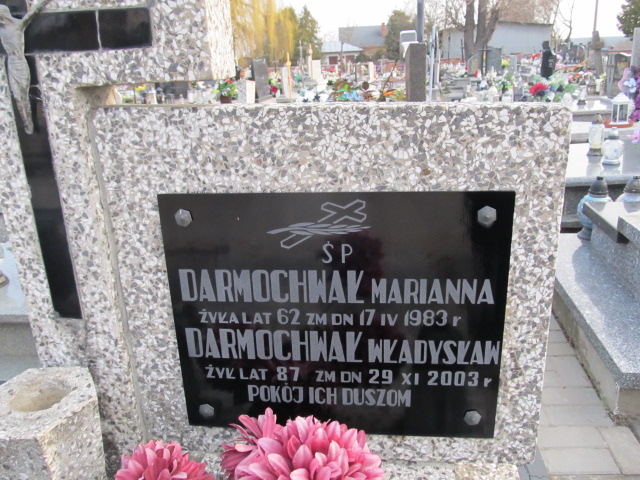 Ś P
DARMOCHWAŁ MARIANNA
ŻYŁA LAT 62 ZM DN 17 IV 1983 r
DARMOCHWAŁ WŁADYSŁAW
ŻYŁ LAT 87 ZM DN 29 XI 2003 r
POKÓJ ICH DUSZOM